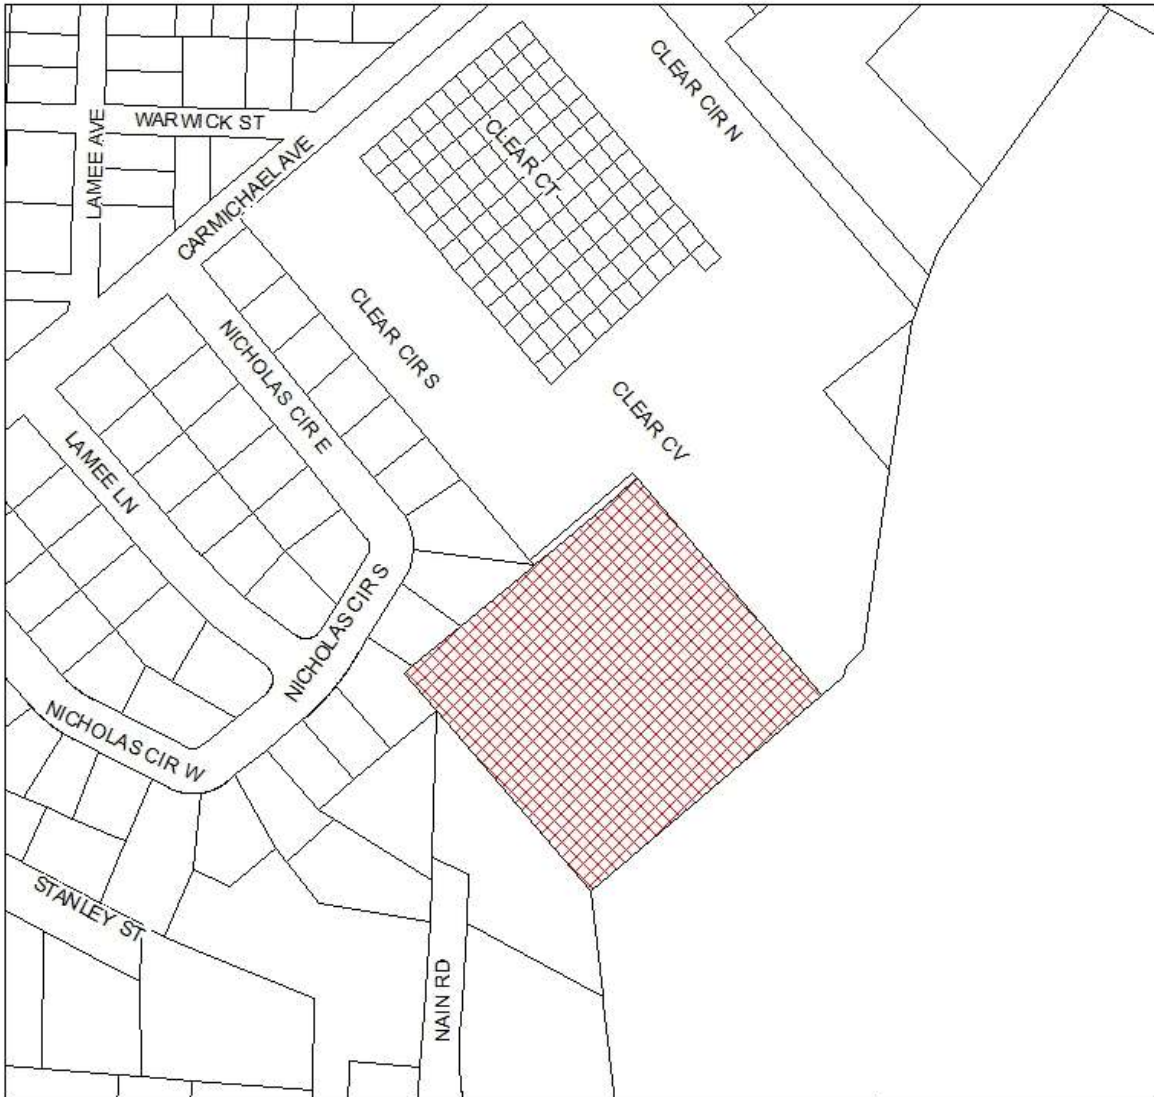 CLEAR CIR N
WARWICK ST
LAMEE AVE
CLEAR CT
CARMICHAEL AVE
CLEAR CIR S
NICHOLAS CIR E
CLEAR CV
LAMEE LN
NICHOLAS CIR S
NICHOLAS CIR W
STANLEY ST
NAIN RD